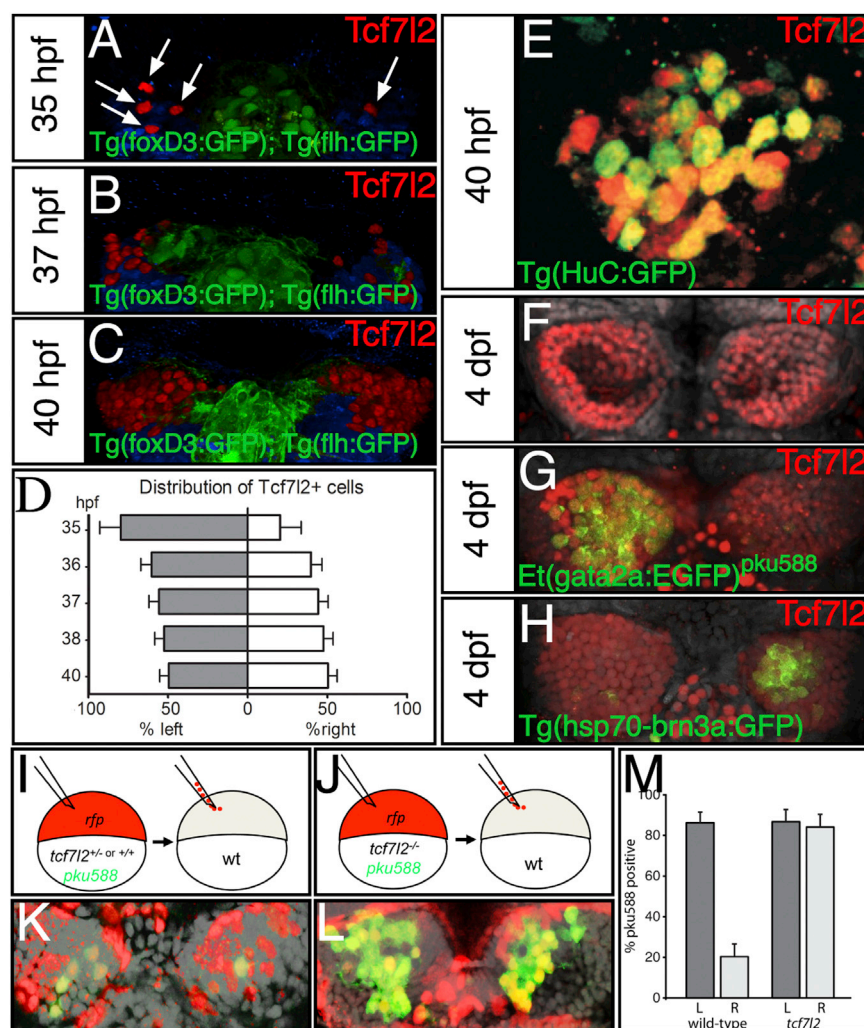 A
Tcf7l2
35 hpf
Tg(foxD3:GFP); Tg(flh:GFP)
B
Tcf7l2
37 hpf
Tg(foxD3:GFP); Tg(flh:GFP)
C
Tcf7l2
40 hpf
Tg(foxD3:GFP); Tg(flh:GFP)
D
Distribution of Tcf7l2+ cells
hpf
35
36
37
38
40
100 50 0 50 100
% left %right
E
Tcf7l2
40 hpf
Tg(HuC:GFP)
F
Tcf7l2
4 dpf
G
Tcf7l2
4 dpf
Et(gata2a:EGFP)pku588
H
Tcf7l2
4 dpf
Tg(hsp70-brn3a:GFP)
I
rfp
tcf7l2+/- or +/+
pku588
wt
J
rfp
tcf7l2-/-
pku588
wt
K
L
M
% pku588 positive
100
80
60
40
20
0
L R L R
wild-type tcf7l2